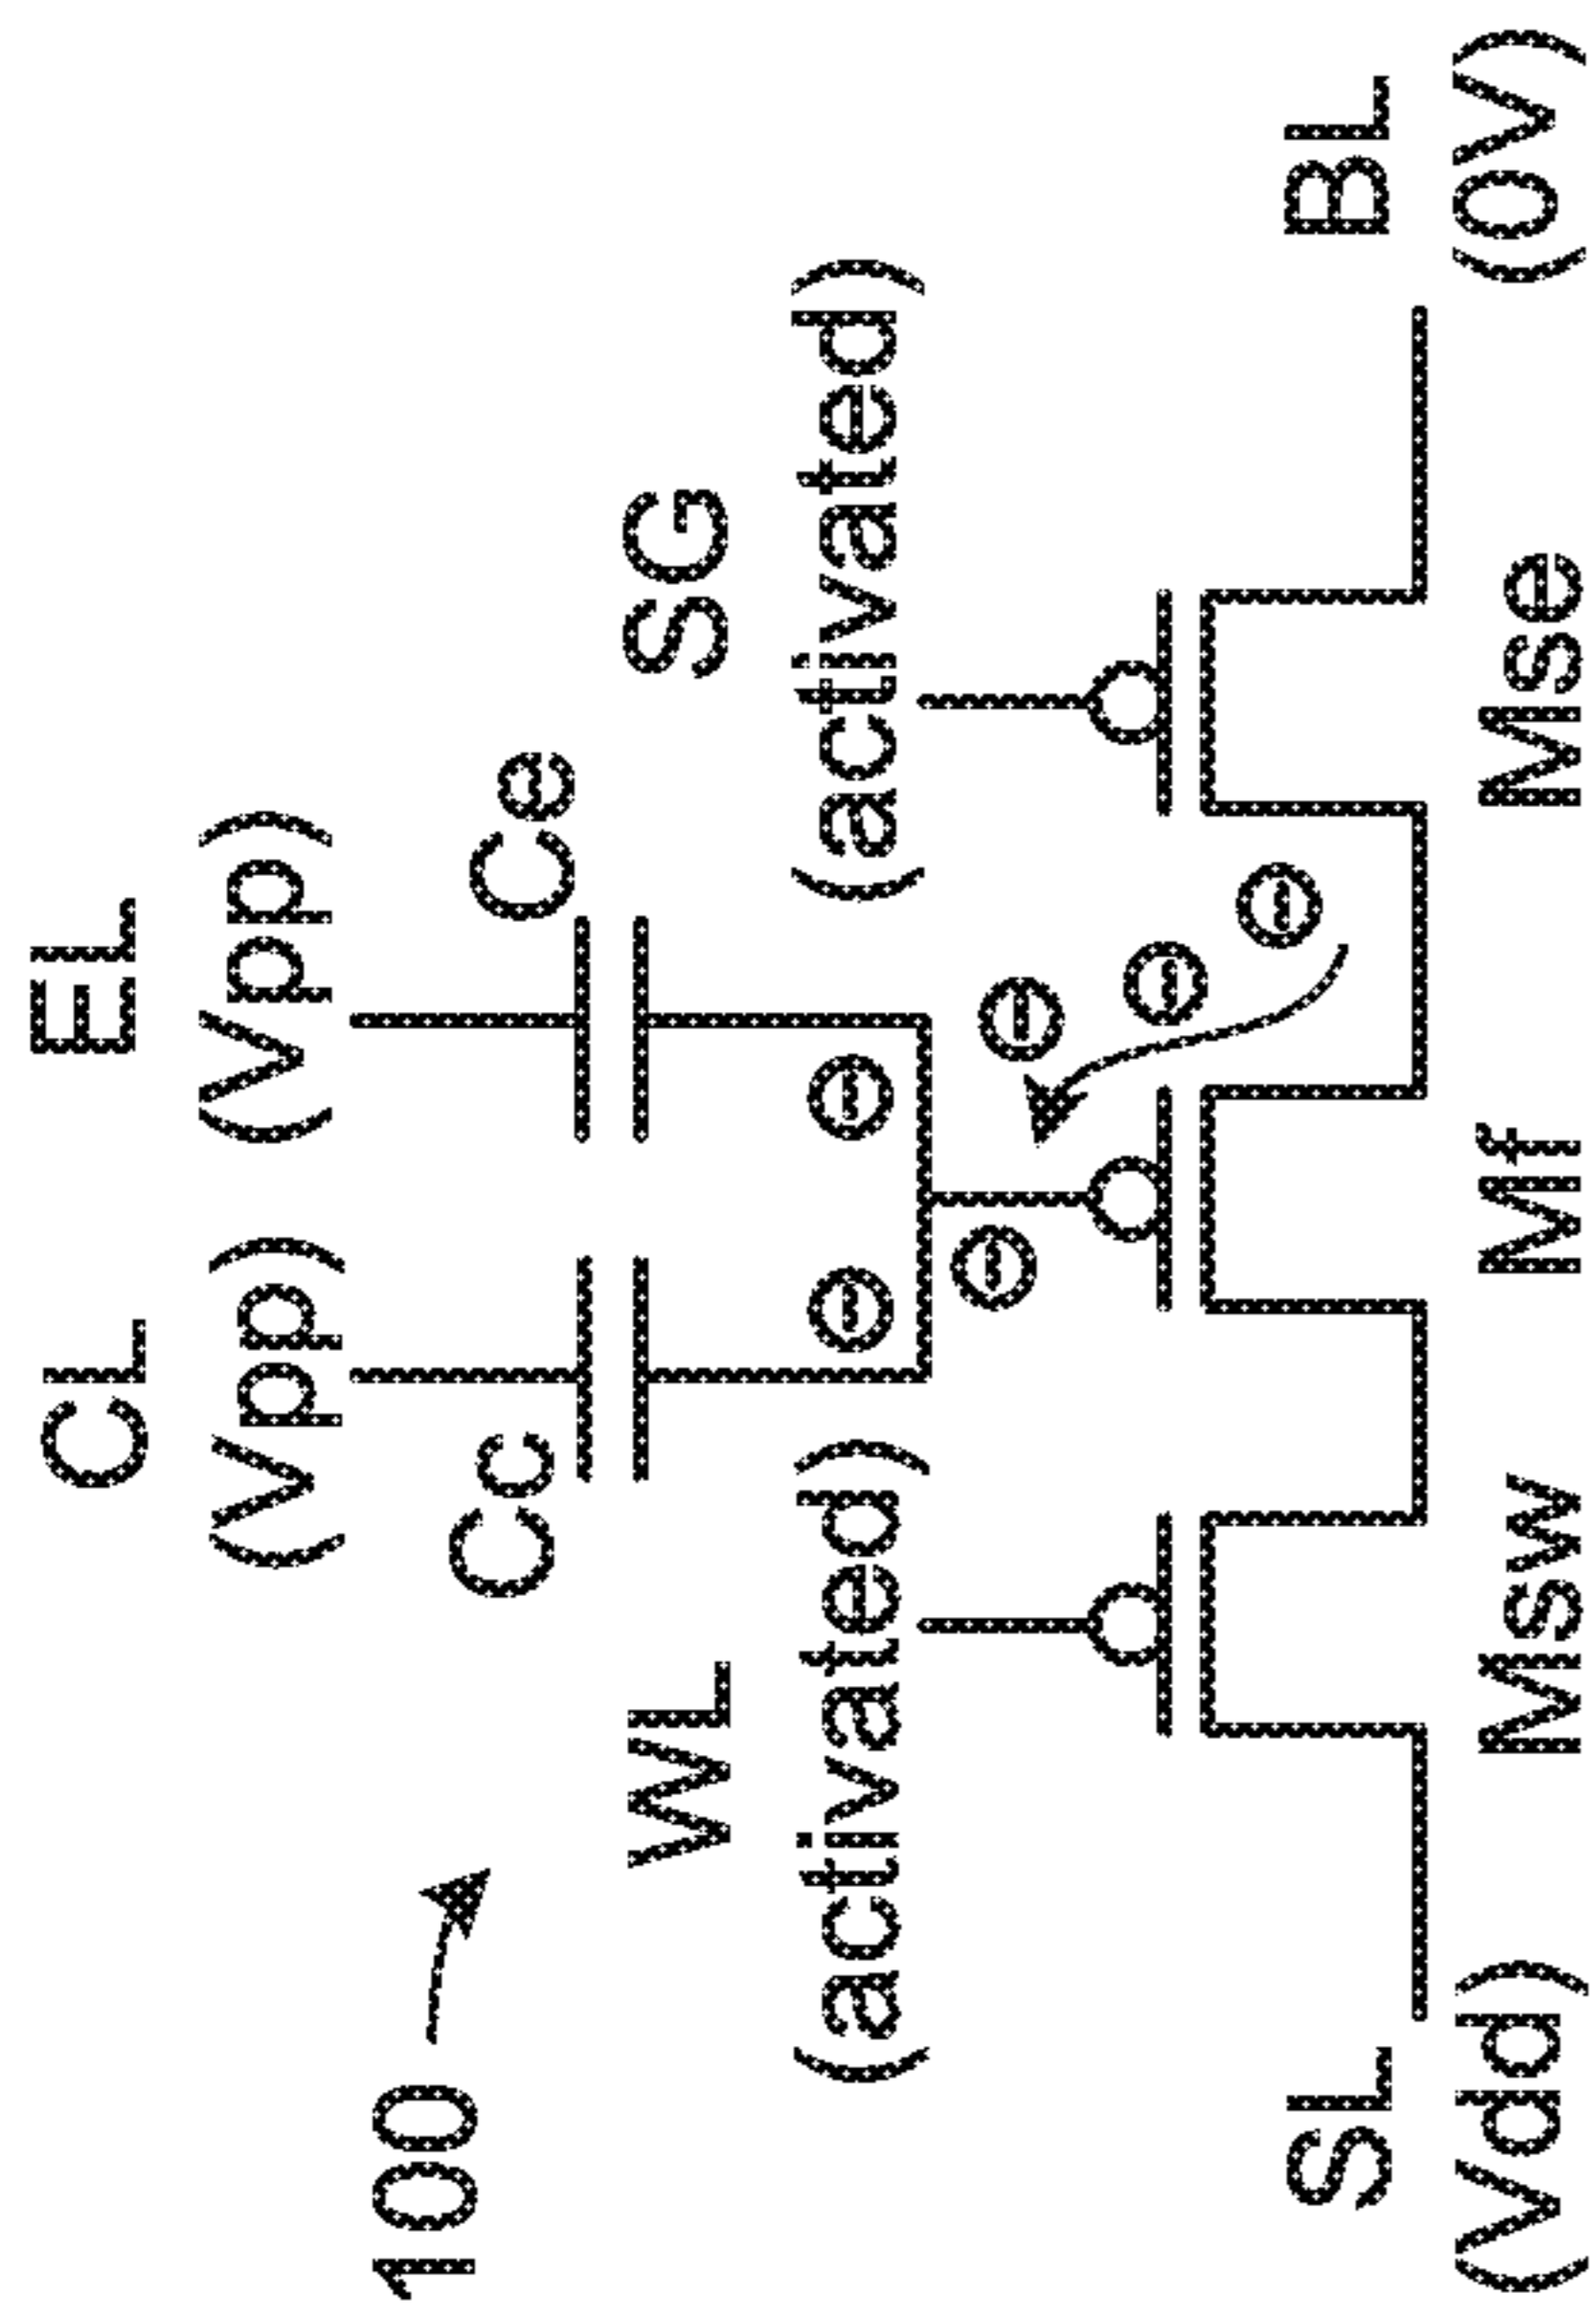 CL EL
(Vpp) (Vpp)
100 Cc Ce
WL SG
(activated) (activated)
SL BL
(Vdd) Msw Mf Mse (0V)